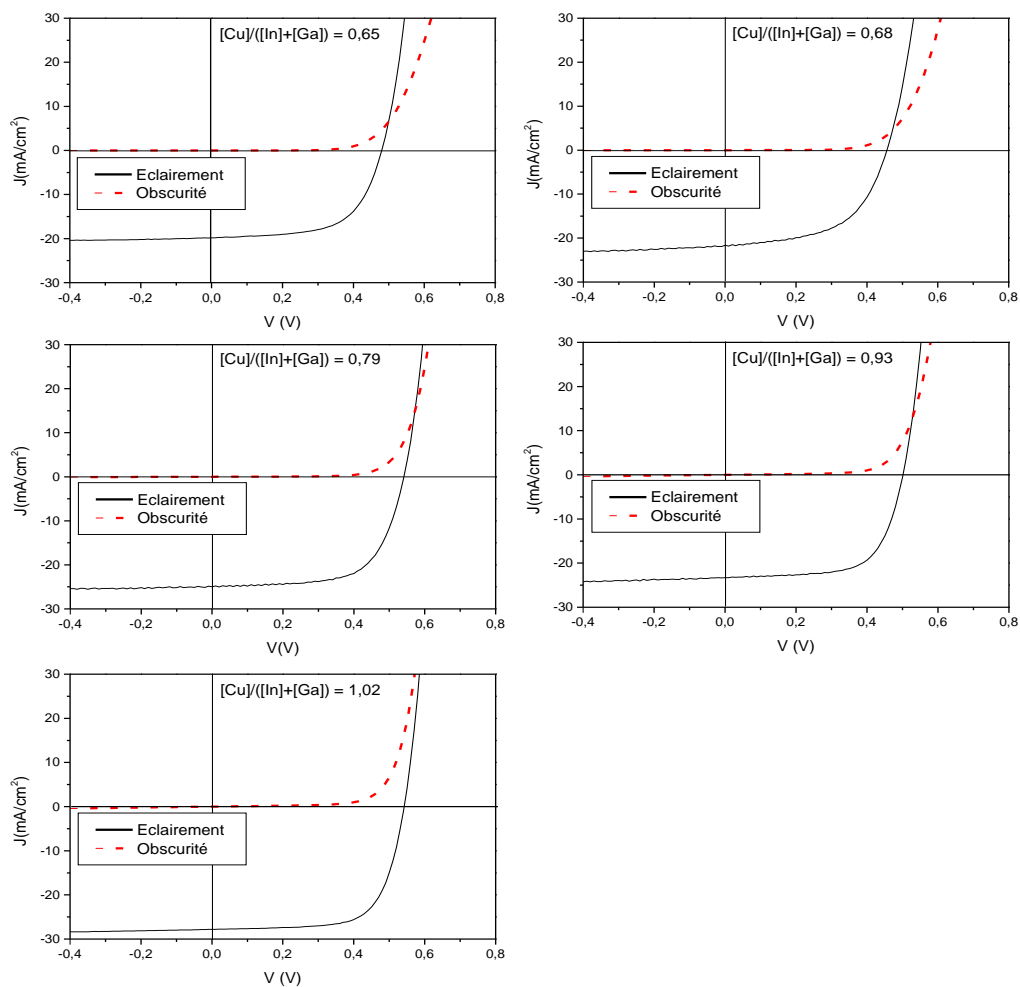 30
20
10
0
-10
-20
-30
[Cu]/([In]+[Ga]) = 0,65
Eclairement
Obscurité
-0,4 -0,2 0,0 0,2 0,4 0,6 0,8
J(mA/cm²)
V (V)
30
20
10
0
-10
-20
-30
[Cu]/([In]+[Ga]) = 0,68
Eclairement
Obscurité
-0,4 -0,2 0,0 0,2 0,4 0,6 0,8
J(mA/cm²)
V (V)
30
20
10
0
-10
-20
-30
[Cu]/([In]+[Ga]) = 0,79
Eclairement
Obscurité
-0,4 -0,2 0,0 0,2 0,4 0,6 0,8
J(mA/cm²)
V(V)
30
20
10
0
-10
-20
-30
[Cu]/([In]+[Ga]) = 0,93
Eclairement
Obscurité
-0,4 -0,2 0,0 0,2 0,4 0,6 0,8
J(mA/cm²)
V (V)
30
20
10
0
-10
-20
-30
[Cu]/([In]+[Ga]) = 1,02
Eclairement
Obscurité
-0,4 -0,2 0,0 0,2 0,4 0,6 0,8
J(mA/cm²)
V (V)